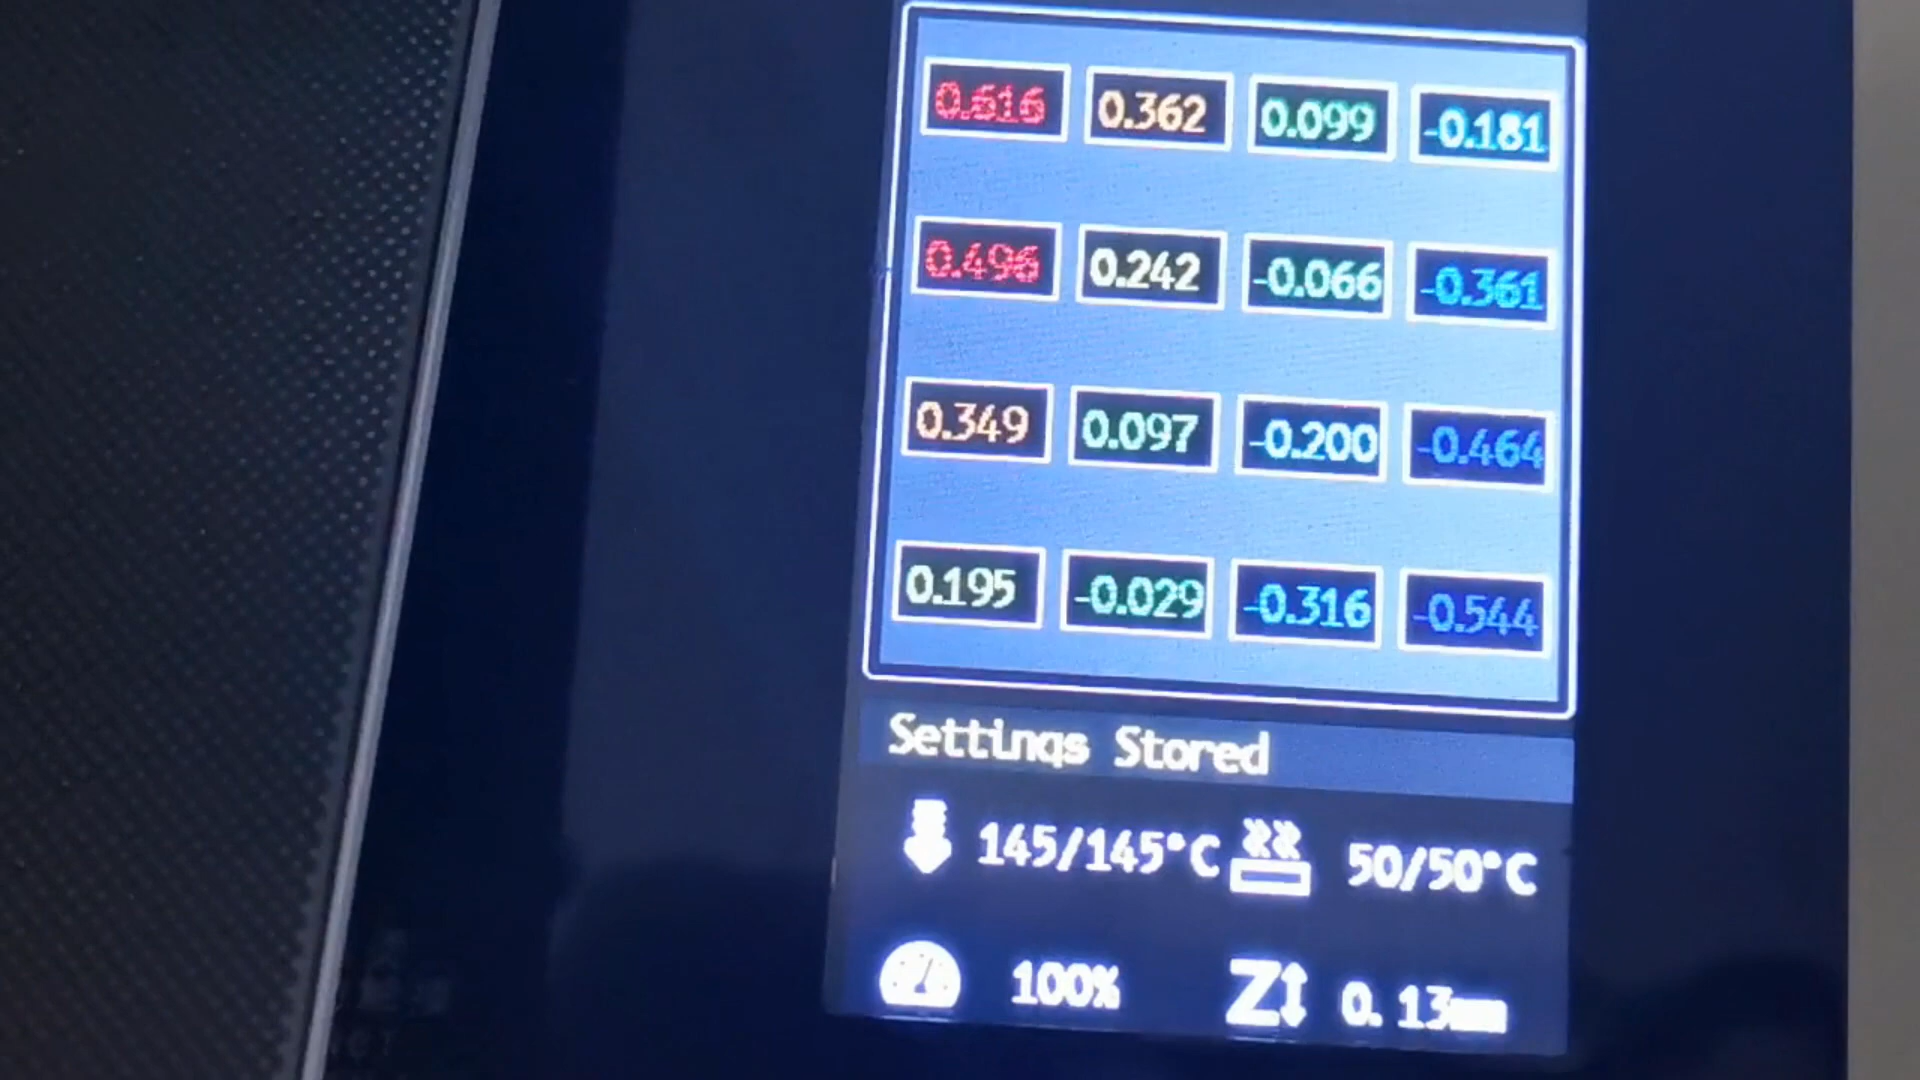 0.616 0.362 0.099 -0.181
0.496 0.242 -0.066 -0.361
0.349 0.097 -0.200 -0.464
0.195 -0.029 -0.316 -0.544
Settings Stored
145/145°C 50/50°C
100% Z 0.13mm